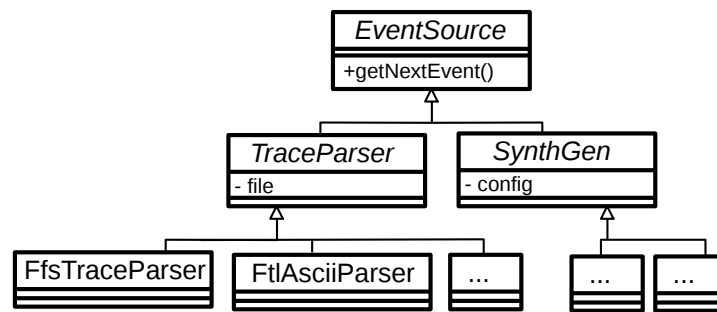 EventSource
+getNextEvent()
TraceParser
SynthGen
- file
- config
FfsTraceParser
FtlAsciiParser
...
...
...